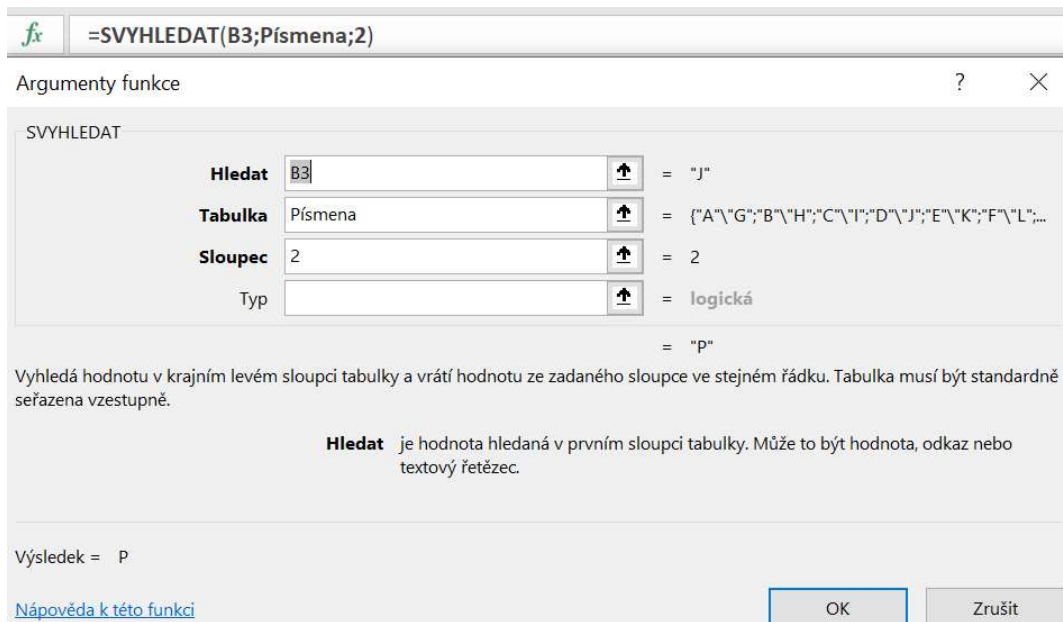 fx =SVYHLEDAT(B3;Písmena;2)
Argumenty funkce ?
SVYHLEDAT
Hledat B3 = "J"
Tabulka Písmena = {"A"\"G";"B"\"H";"C"\"I";"D"\"J";"E"\"K";"F"\"L";...
Sloupec 2 = 2
Typ = logická
= "P"
Vyhledá hodnotu v krajním levém sloupci tabulky a vrátí hodnotu ze zadaného sloupce ve stejném řádku. Tabulka musí být standardně
seřazena vzestupně.
Hledat je hodnota hledaná v prvním sloupci tabulky. Může to být hodnota, odkaz nebo
textový řetězec.
Výsledek = P
Nápověda k této funkci OK Zrušit